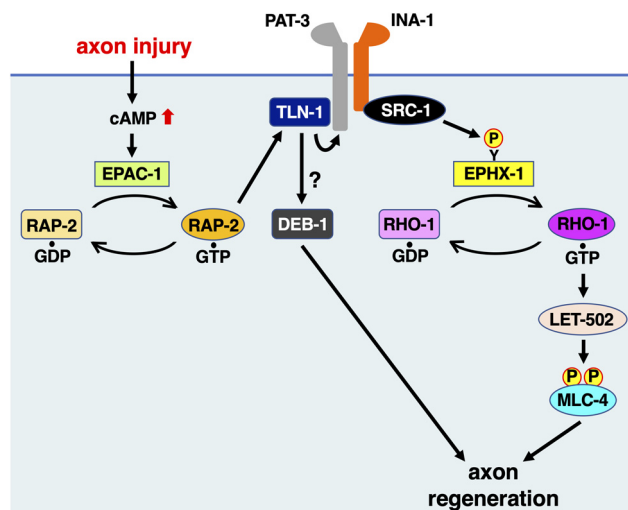 PAT-3
INA-1
axon injury
cAMP
TLN-1
SRC-1
P
Y
EPAC-1
?
EPHX-1
RAP-2
GDP
RAP-2
GTP
DEB-1
RHO-1
GDP
RHO-1
GTP
LET-502
P P
MLC-4
axon
regeneration